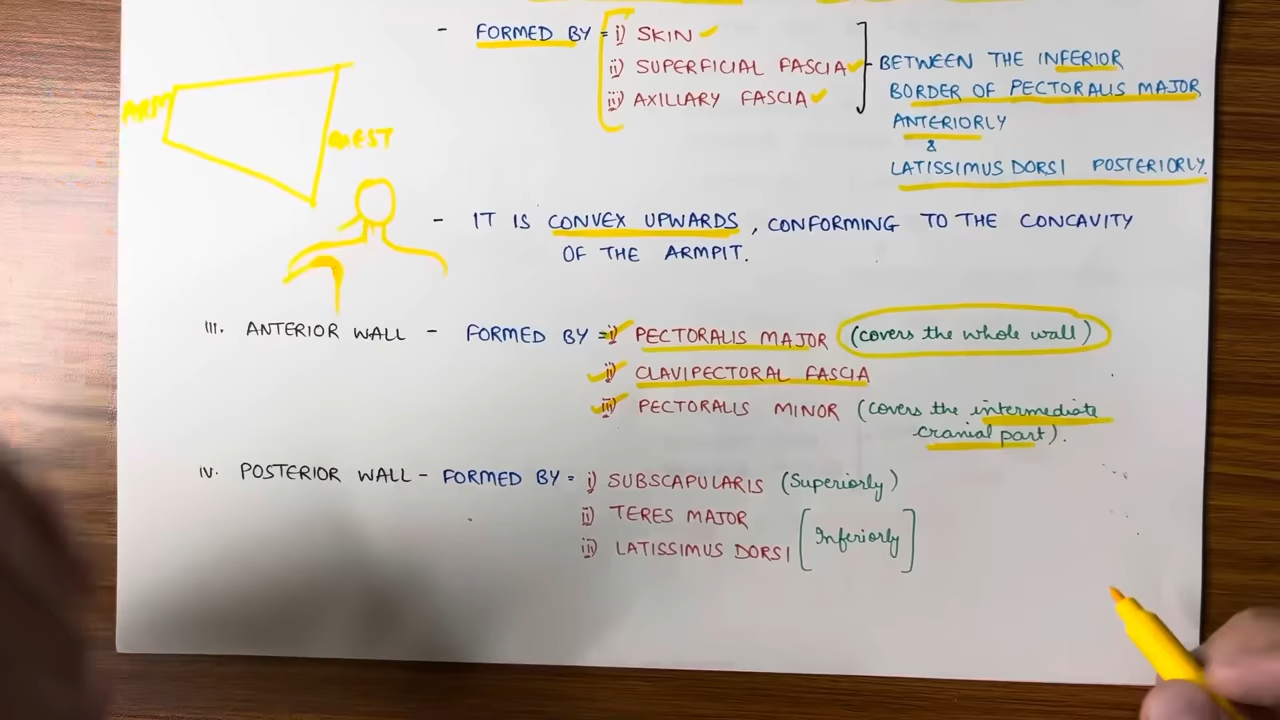 - FORMED BY = i) SKIN
ii) SUPERFICIAL FASCIA
iii) AXILLARY FASCIA
BETWEEN THE INFERIOR
BORDER OF PECTORALIS MAJOR
ANTERIORLY
&
LATISSIMUS DORSI POSTERIORLY.
ARM
CHEST
- IT IS CONVEX UPWARDS, CONFORMING TO THE CONCAVITY
OF THE ARMPIT.
III. ANTERIOR WALL - FORMED BY = i) PECTORALIS MAJOR (covers the whole wall)
ii) CLAVIPECTORAL FASCIA
iii) PECTORALIS MINOR (covers the intermediate
cranial part).
IV. POSTERIOR WALL - FORMED BY = i) SUBSCAPULARIS (Superiorly)
ii) TERES MAJOR
iii) LATISSIMUS DORSI [Inferiorly]